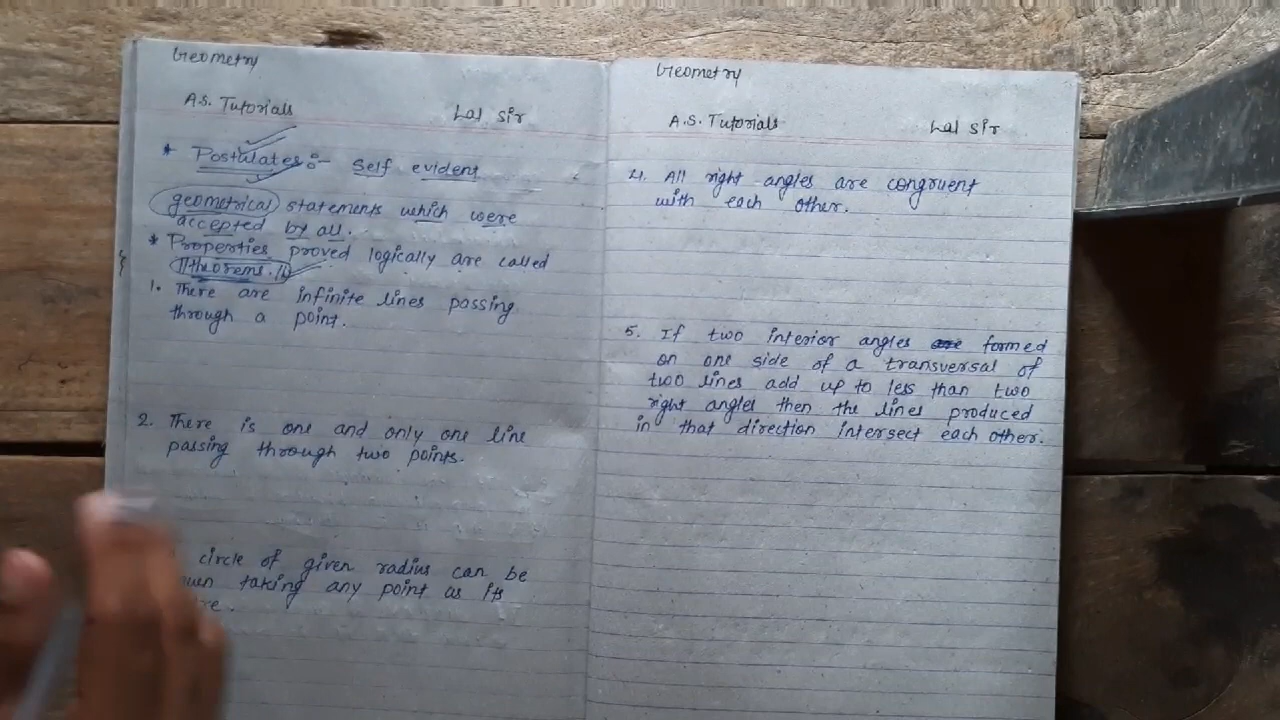 Geometry
A.S. Tutorials Lal Sir
* Postulates :- Self evident
geometrical statements which were
accepted by all.
* Properties proved logically are called
"theorems."
1. There are infinite lines passing
through a point.
2. There is one and only one line
passing through two points.
circle of given radius can be
taking any point as its
Geometry
A.S. Tutorials Lal Sir
4. All right angles are congruent
with each other.
5. If two interior angles formed
on one side of a transversal of
two lines add up to less than two
right angles then the lines produced
in that direction intersect each other.